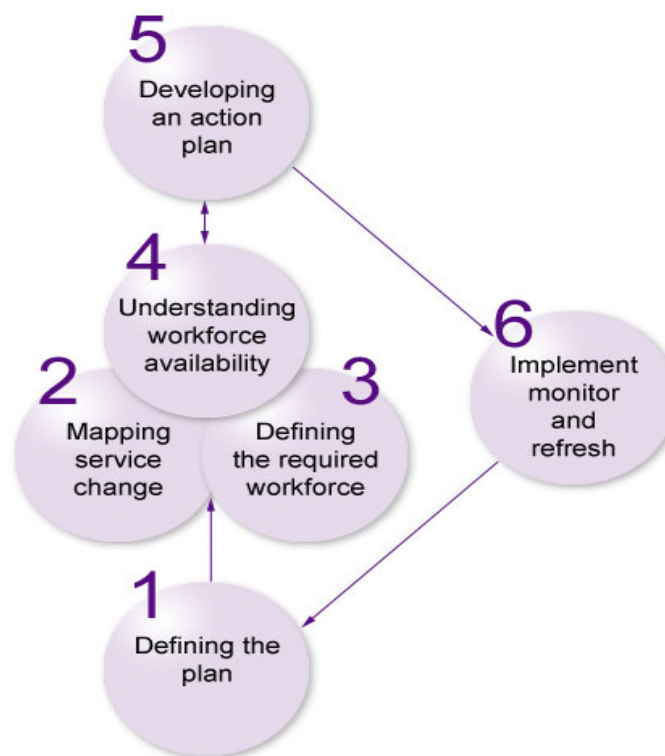 5
Developing
an action
plan
4
Understanding
workforce
availability
2
Mapping
service
change
3
Defining
the required
workforce
6
Implement
monitor
and
refresh
1
Defining the
plan